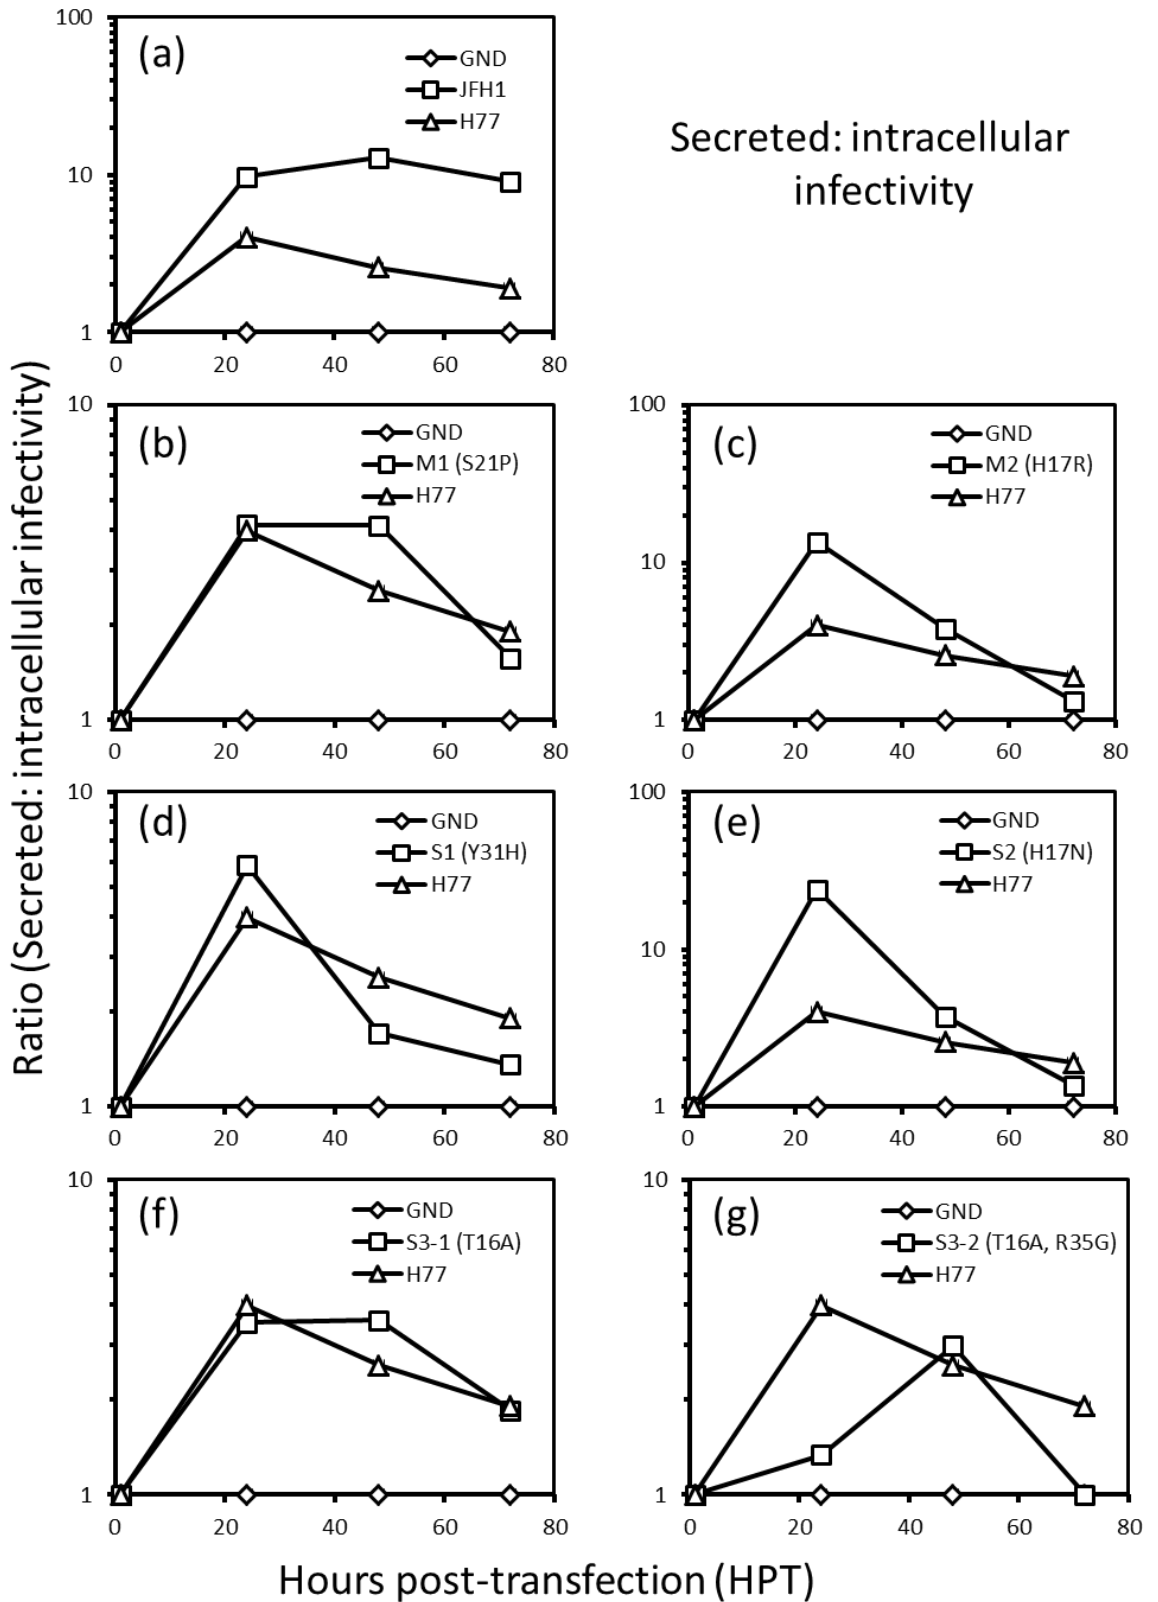 Secreted: intracellular
infectivity
Ratio (Secreted: intracellular infectivity)
(a)
GND
JFH1
H77
100
10
1
0 20 40 60 80
(b)
GND
M1 (S21P)
H77
10
1
0 20 40 60 80
(c)
GND
M2 (H17R)
H77
100
10
1
0 20 40 60 80
(d)
GND
S1 (Y31H)
H77
10
1
0 20 40 60 80
(e)
GND
S2 (H17N)
H77
100
10
1
0 20 40 60 80
(f)
GND
S3-1 (T16A)
H77
10
1
0 20 40 60 80
(g)
GND
S3-2 (T16A, R35G)
H77
10
1
0 20 40 60 80
Hours post-transfection (HPT)